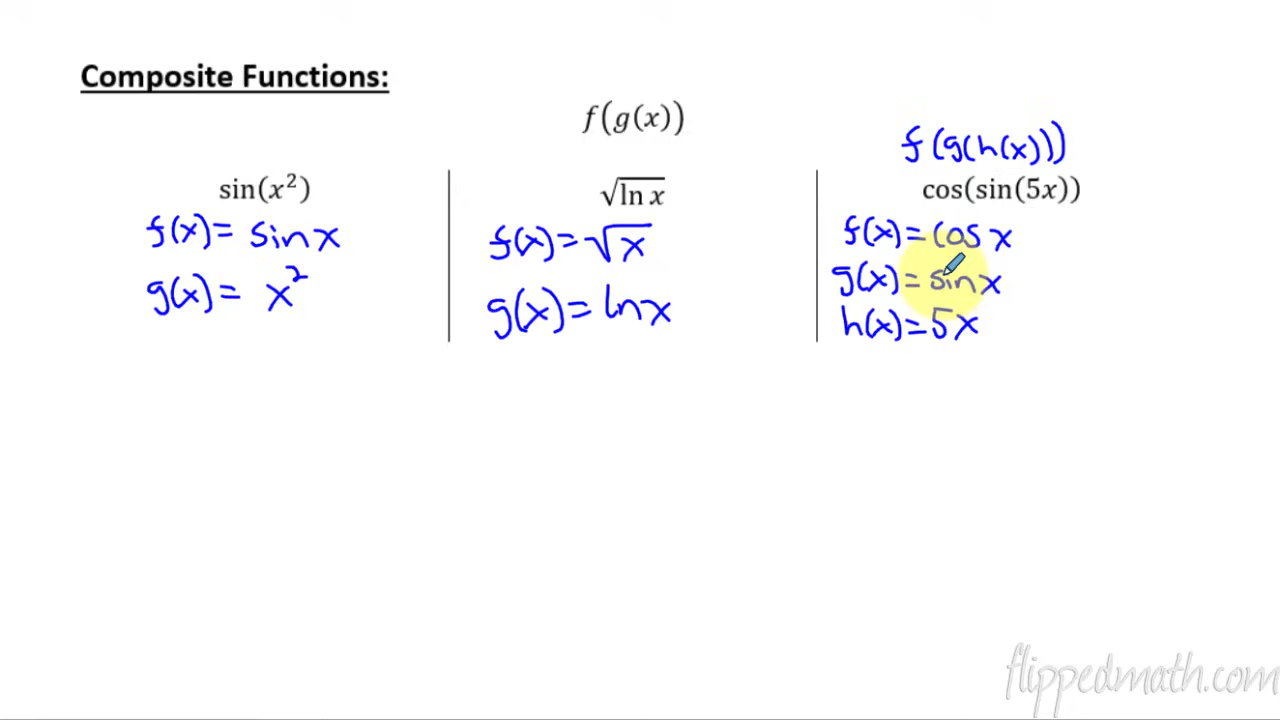 Composite Functions:
f(g(x))
f(g(h(x)))
sin(x²)
f(x) = sin x
g(x) = x²
√ln x
f(x) = √x
g(x) = ln x
cos(sin(5x))
f(x) = cos x
g(x) = sin x
h(x) = 5x
flippedmath.com